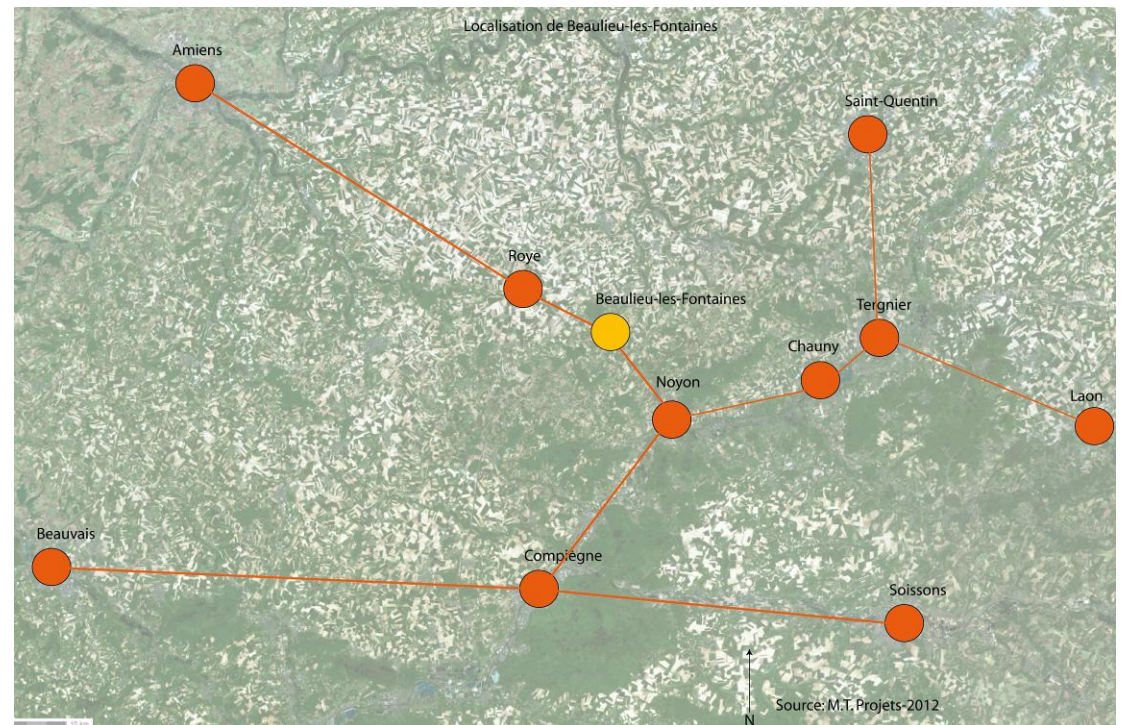 Localisation de Beaulieu-les-Fontaines
Amiens
Saint-Quentin
Roye
Beaulieu-les-Fontaines
Tergnier
Chauny
Noyon
Laon
Beauvais
Compiègne
Soissons
Source: M.T. Projets-2012
N